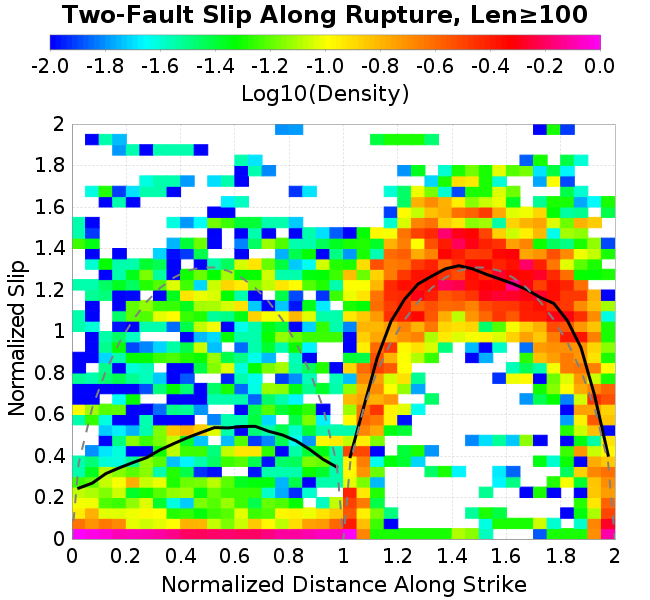 Two-Fault Slip Along Rupture, Len≥100
-2.0 -1.8 -1.6 -1.4 -1.2 -1.0 -0.8 -0.6 -0.4 -0.2 0.0
Log10(Density)
2
1.8
1.6
1.4
1.2
1
0.8
0.6
0.4
0.2
0
Normalized Slip
0 0.2 0.4 0.6 0.8 1 1.2 1.4 1.6 1.8 2
Normalized Distance Along Strike